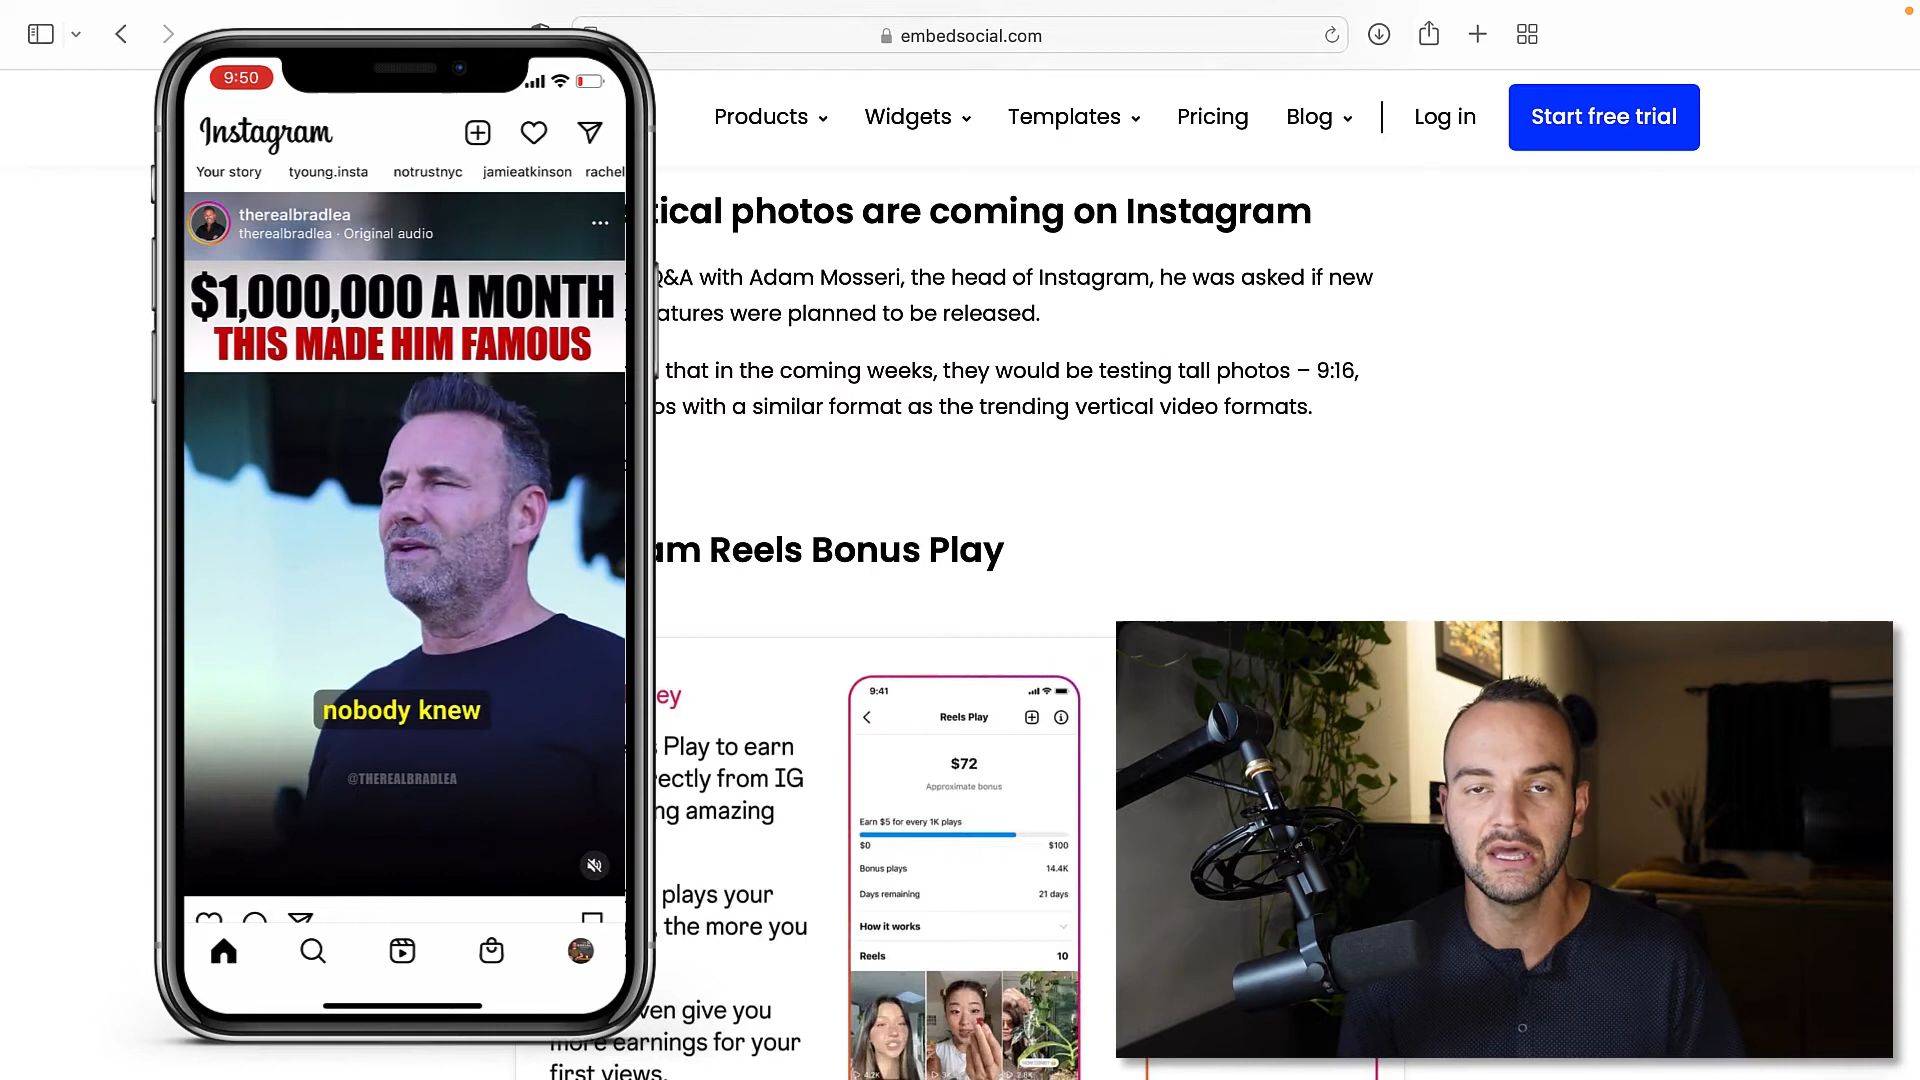 embedsocial.com
Products
Widgets
Templates
Pricing
Blog
Log in
Start free trial
9:50
Instagram
Your story
tyoung.insta
notrustnyc
jamieatkinson
rachel
therealbradlea
therealbradlea · Original audio
$1,000,000 A MONTH
THIS MADE HIM FAMOUS
nobody knew
@THEREALBRADLEA
tical photos are coming on Instagram
Q&A with Adam Mosseri, the head of Instagram, he was asked if new
atures were planned to be released.
that in the coming weeks, they would be testing tall photos – 9:16,
os with a similar format as the trending vertical video formats.
am Reels Bonus Play
ey
s Play to earn
rectly from IG
ng amazing
plays your
, the more you
ven give you
more earnings for your
first views.
9:41
Reels Play
$72
Approximate bonus
Earn $5 for every 1K plays
$0
$100
Bonus plays
14.4K
Days remaining
21 days
How it works
Reels
10
4.2K
2.8K